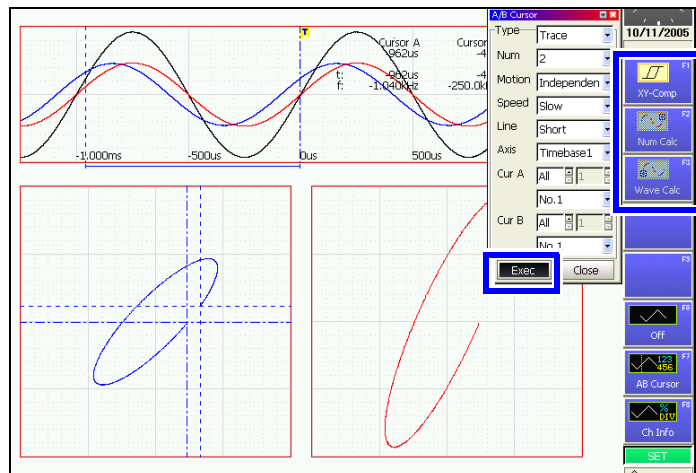 A/B Cursor
10/11/2005
Type Trace
Num 2
Motion Independen
Speed Slow
Line Short
Axis Timebase1
Cur A All 1
No.1
Cur B All 1
No.1
Exec Close
T
Cursor A Cursor
-962us -4
t: -962us -4
f: -1.040kHz -250.0k
-1.000ms -500us 0us 500us
F1
XY-Comp
F2
Num Calc
F3
Wave Calc
F5
F6
Off
F7
123
456
AB Cursor
F8
%
DIV
Ch Info
SET